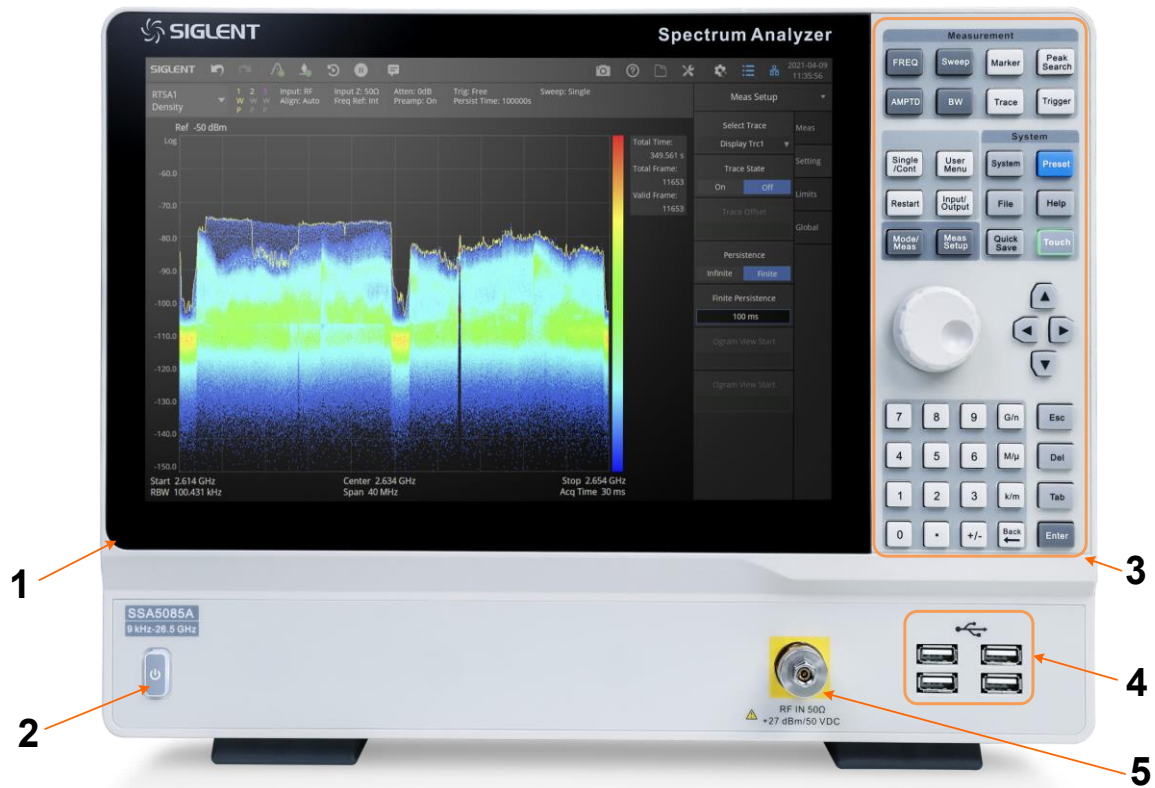 SIGLENT
Spectrum Analyzer
SIGLENT
2021-04-09
11:35:56
RTSA1
Density
1 2 3
W W W
P P P
Input: RF
Align: Auto
Input Z: 50Ω
Freq Ref: Int
Atten: 0dB
Preamp: On
Trig: Free
Persist Time: 100000s
Sweep: Single
Meas Setup
Ref -50 dBm
Log
-60.0
-70.0
-80.0
-90.0
-100.0
-110.0
-120.0
-130.0
-140.0
-150.0
Total Time:
349.561 s
Total Frame:
11653
Valid Frame:
11653
Start 2.614 GHz
Center 2.634 GHz
Stop 2.654 GHz
RBW 100.431 kHz
Span 40 MHz
Acq Time 30 ms
Select Trace
Display Trc1
Trace State
On Off
Trace Offset
Persistence
Infinite Finite
Finite Persistence
100 ms
Ogram View Start
Ogram View Start
Meas
Setting
Limits
Global
Measurement
FREQ Sweep Marker Peak
Search
AMPTD BW Trace Trigger
System
Single
/Cont
User
Menu
System
Preset
Restart
Input/
Output
File
Help
Mode/
Meas
Meas
Setup
Quick
Save
Touch
7 8 9 G/n Esc
4 5 6 M/µ Del
1 2 3 k/m Tab
0 . +/- Back Enter
SSA5085A
9 kHz-26.5 GHz
RF IN 50Ω
+27 dBm/50 VDC
1
2
3
4
5